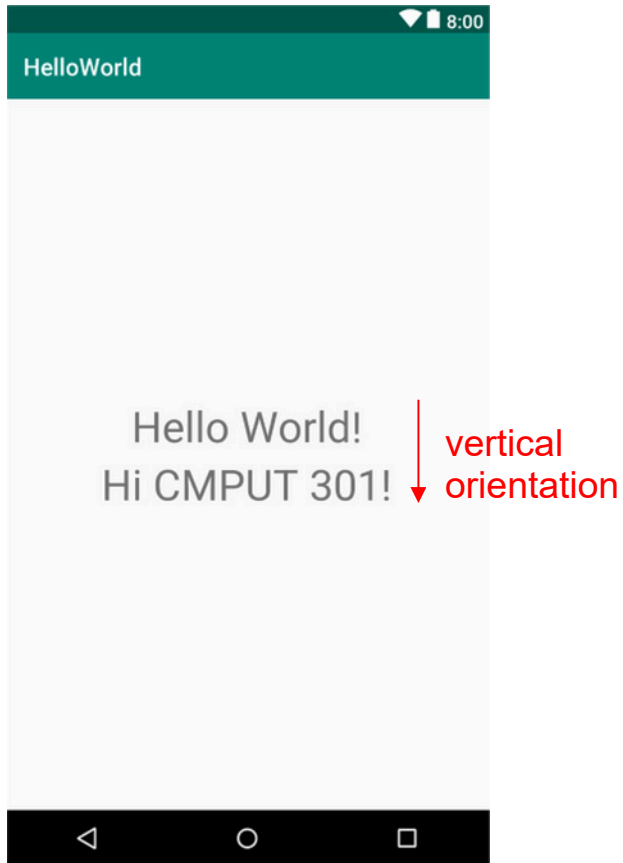 8:00
HelloWorld
Hello World!
Hi CMPUT 301!
vertical
orientation